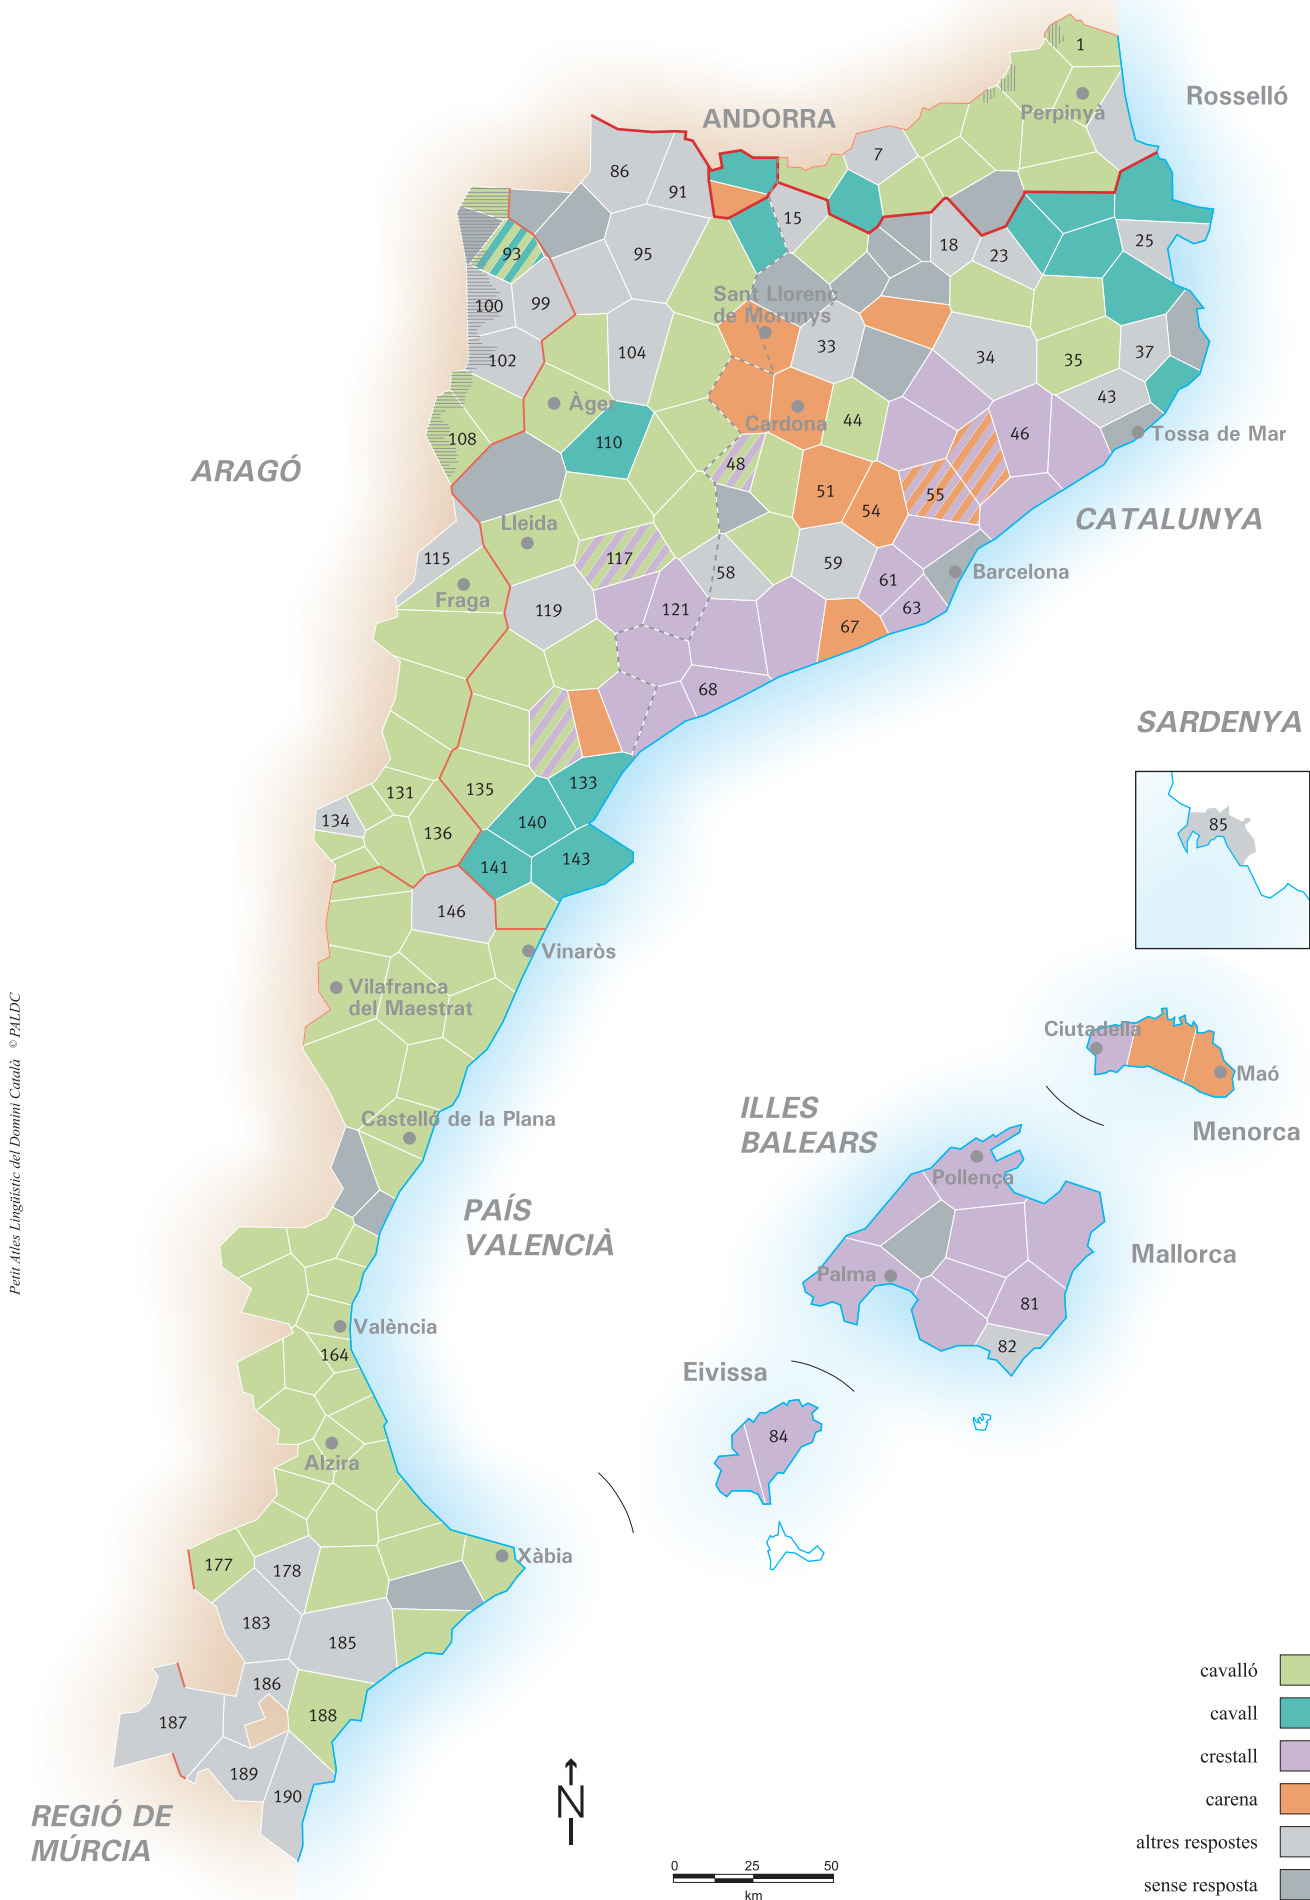 1
Rosselló
Perpinyà
ANDORRA
7
86
91
15
18
23
25
93
95
100
99
Sant Llorenç
de Morunys
102
104
33
34
35
37
43
Àger
Cardona
44
46
Tossa de Mar
108
110
48
ARAGÓ
51
54
55
CATALUNYA
Lleida
115
117
58
59
61
Barcelona
Fraga
119
121
63
67
68
SARDENYA
85
131
135
133
134
136
140
141
143
146
Vinaròs
Vilafranca
del Maestrat
Ciutadella
Maó
Menorca
ILLES
BALEARS
Castelló de la Plana
Pollença
PAÍS
VALENCIÀ
Mallorca
Palma
81
82
València
164
Eivissa
84
Alzira
Xàbia
177
178
183
185
186
187
188
189
190
REGIÓ DE
MÚRCIA
N
0 25 50
km
cavalló
cavall
crestall
carena
altres respostes
sense resposta
Petit Atles Lingüístic del Domini Català © PALDC